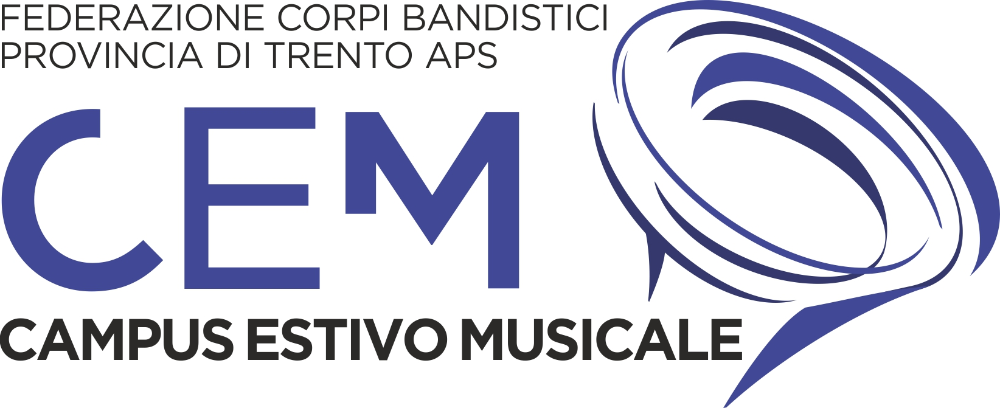 FEDERAZIONE CORPI BANDISTICI
PROVINCIA DI TRENTO APS
CEM
CAMPUS ESTIVO MUSICALE